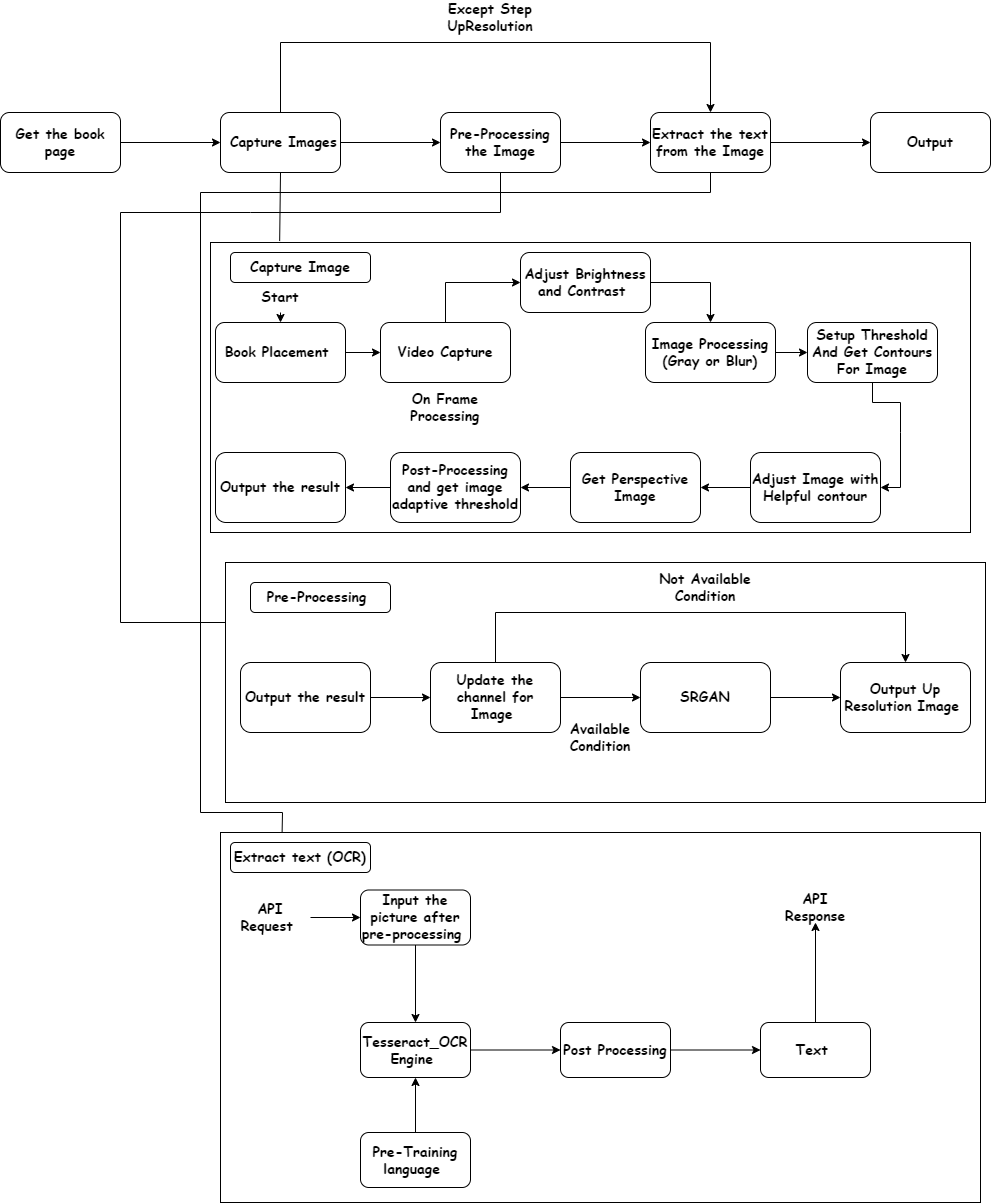 Except Step
UpResolution
Get the book
page
Capture Images
Pre-Processing
the Image
Extract the text
from the Image
Output
Capture Image
Start
Book Placement
Video Capture
On Frame
Processing
Adjust Brightness
and Contrast
Image Processing
(Gray or Blur)
Setup Threshold
And Get Contours
For Image
Output the result
Post-Processing
and get image
adaptive threshold
Get Perspective
Image
Adjust Image with
Helpful contour
Pre-Processing
Not Available
Condition
Output the result
Update the
channel for
Image
Available
Condition
SRGAN
Output Up
Resolution Image
Extract text (OCR)
API
Request
Input the
picture after
pre-processing
API
Response
Tesseract_OCR
Engine
Post Processing
Text
Pre-Training
language